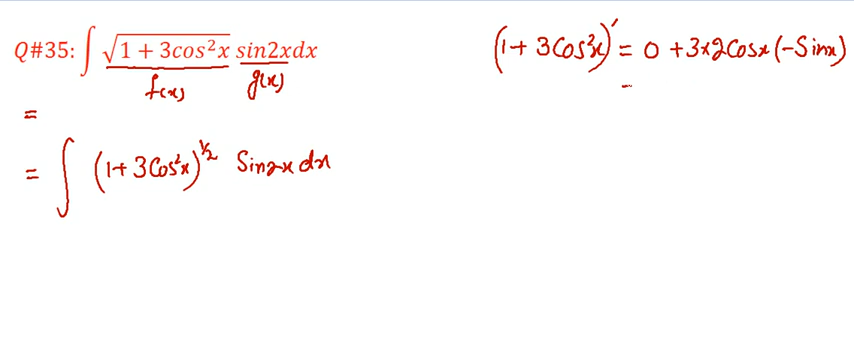 Q#35: ∫ √1 + 3cos²x sin2xdx
f(x) g(x)
=
= ∫ (1+3Cos²x)^1/2 Sin2x dx
(1+ 3Cos²x)′ = 0 +3×2Cosx(-Sinx)
=